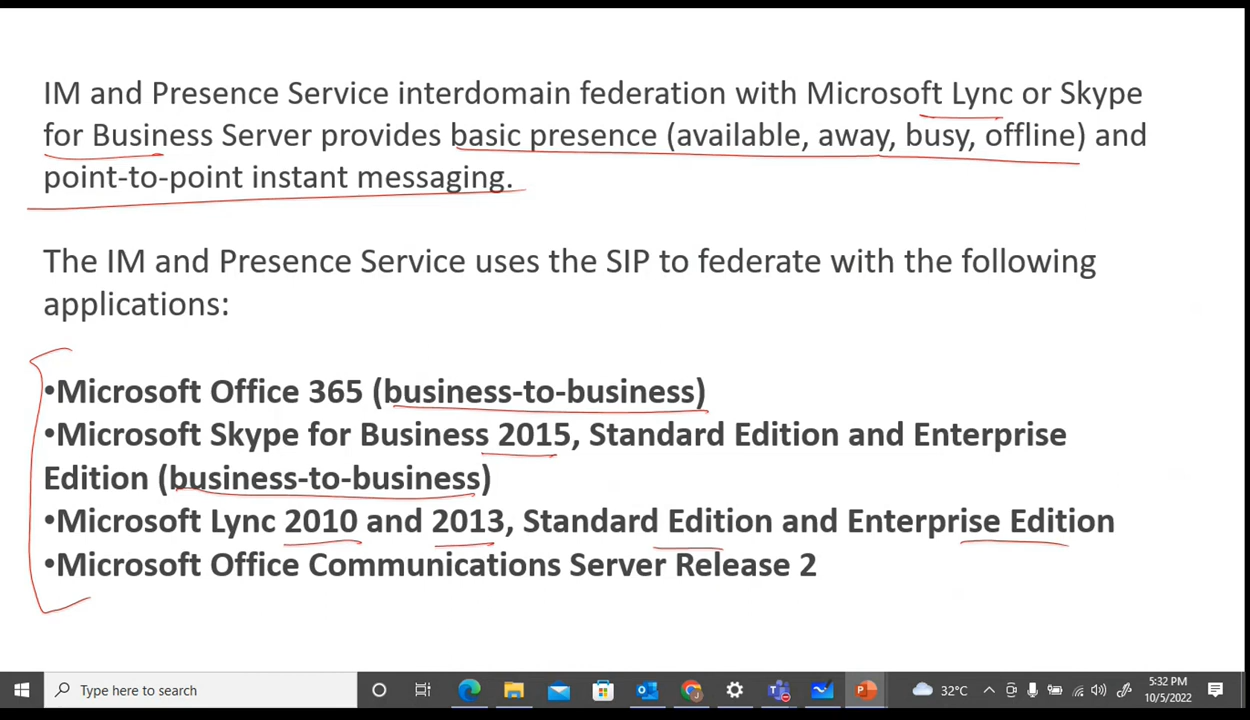 IM and Presence Service interdomain federation with Microsoft Lync or Skype
for Business Server provides basic presence (available, away, busy, offline) and
point-to-point instant messaging.
The IM and Presence Service uses the SIP to federate with the following
applications:
•Microsoft Office 365 (business-to-business)
•Microsoft Skype for Business 2015, Standard Edition and Enterprise
Edition (business-to-business)
•Microsoft Lync 2010 and 2013, Standard Edition and Enterprise Edition
•Microsoft Office Communications Server Release 2
Type here to search
32°C
5:32 PM
10/5/2022